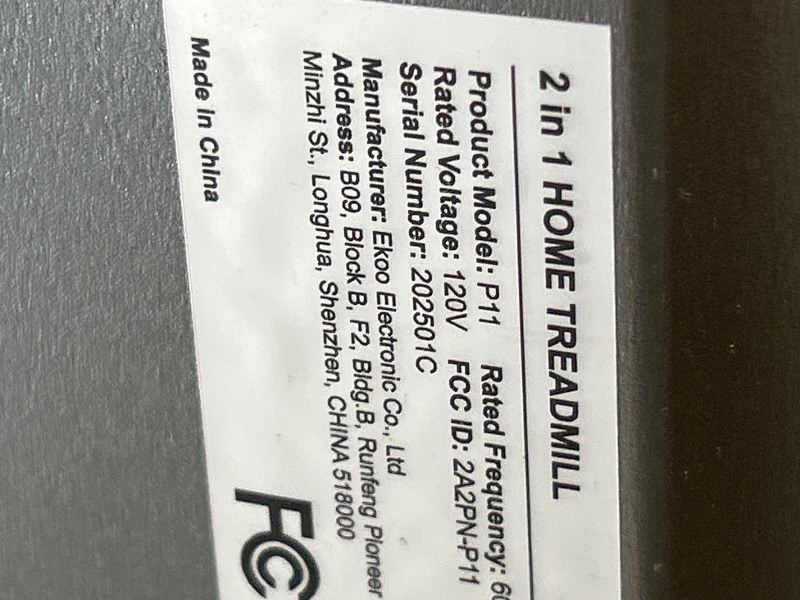 2 in 1 HOME TREADMILL
Product Model: P11 Rated Frequency: 60
Rated Voltage: 120V FCC ID: 2A2PN-P11
Serial Number: 202501C
Manufacturer: Ekoo Electronic Co., Ltd
Address: B09, Block B, F2, Bldg.B, Runfeng Pioneer
Minzhi St., Longhua, Shenzhen, CHINA 518000
Made in China
FC